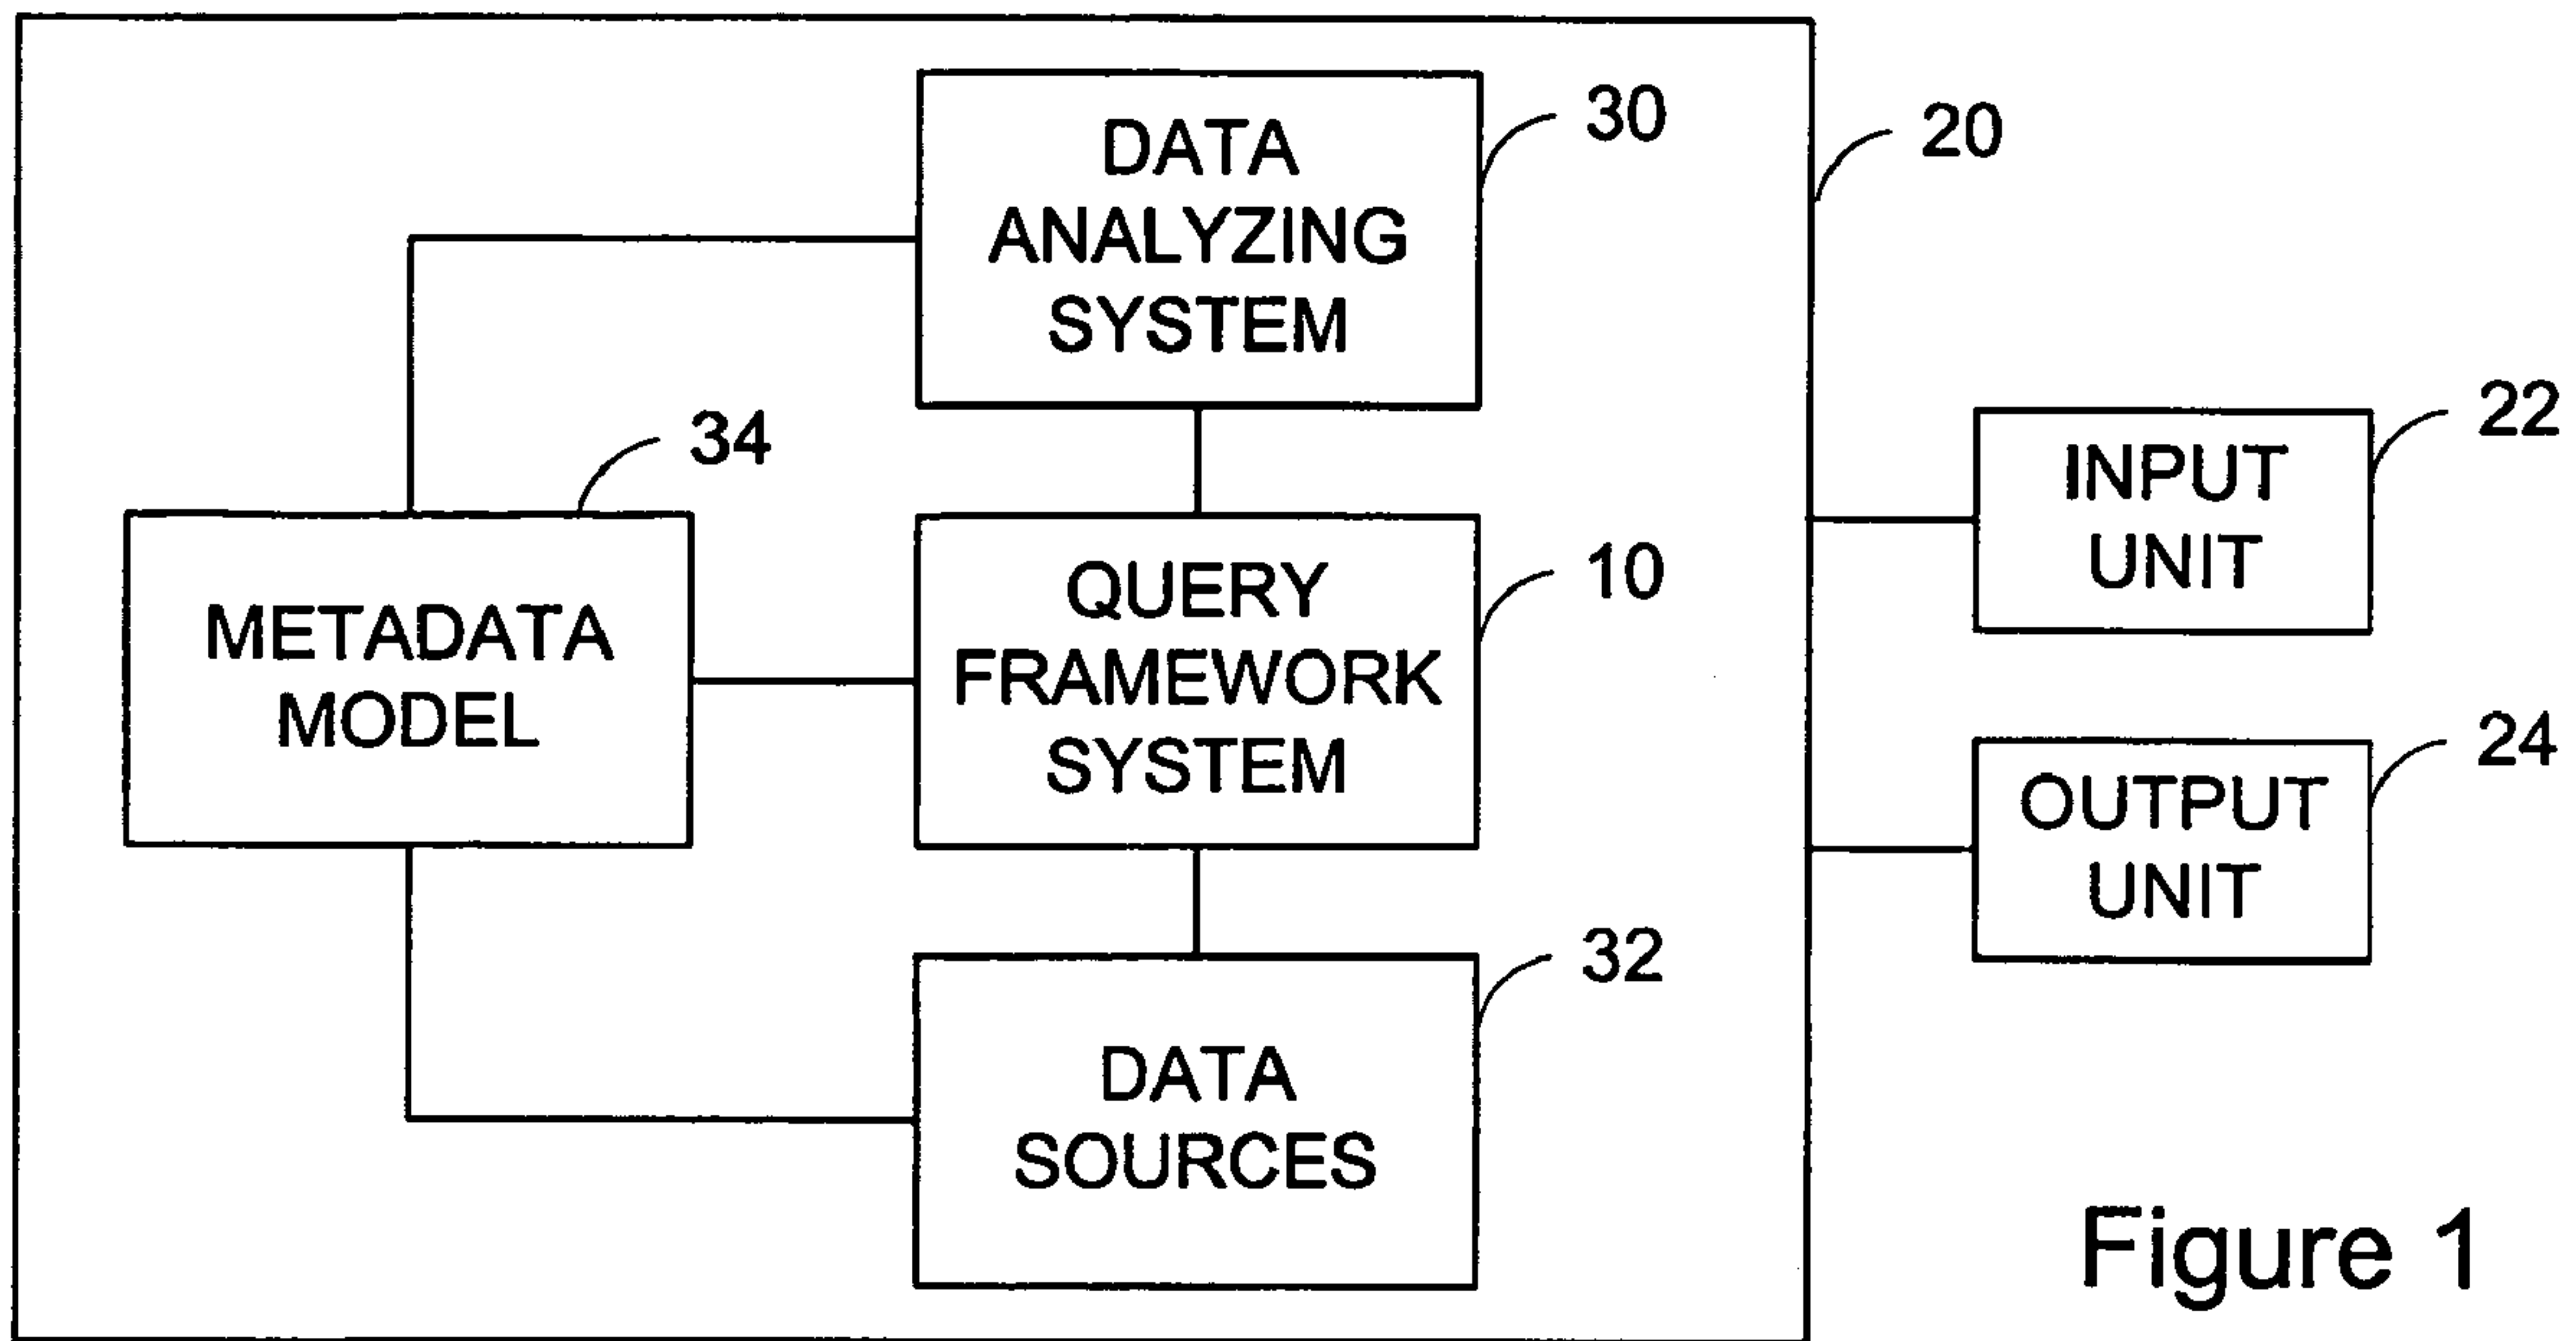 DATA
ANALYZING
SYSTEM
30
20
34
METADATA
MODEL
QUERY
FRAMEWORK
SYSTEM
10
INPUT
UNIT
22
OUTPUT
UNIT
24
DATA
SOURCES
32
Figure 1